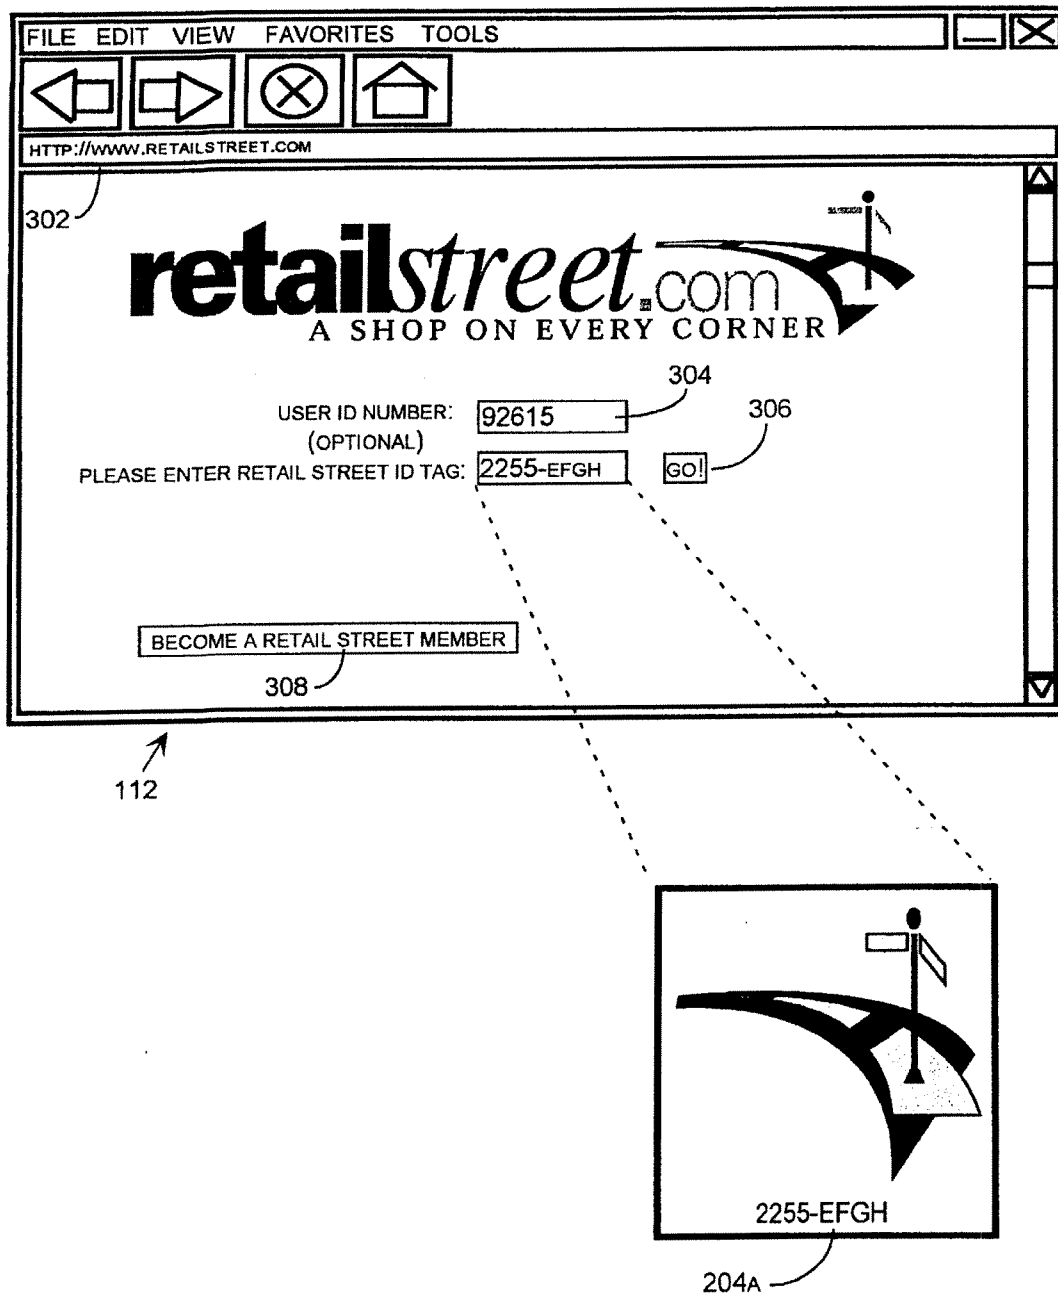 FILE EDIT VIEW FAVORITES TOOLS
HTTP://WWW.RETAILSTREET.COM
302
retailstreet.com
A SHOP ON EVERY CORNER
304
USER ID NUMBER: 92615
306
(OPTIONAL)
PLEASE ENTER RETAIL STREET ID TAG: 2255-EFGH GO!
BECOME A RETAIL STREET MEMBER
308
112
2255-EFGH
204A